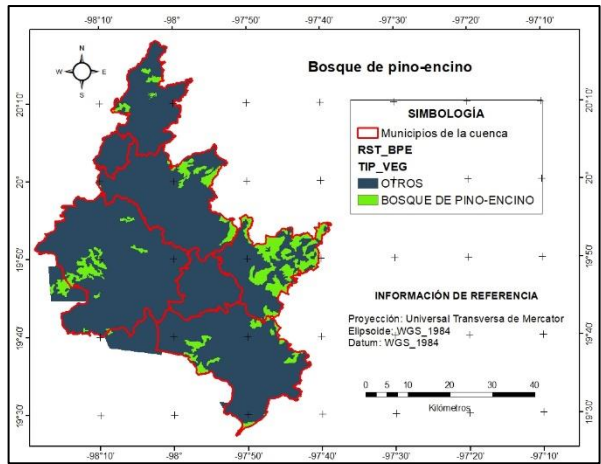 -98°10'
-98°
-97°50'
-97°40'
-97°30'
-97°20'
-97°10'
N
W
E
S
Bosque de pino-encino
SIMBOLOGÍA
Municipios de la cuenca
RST_BPE
TIP_VEG
OTROS
BOSQUE DE PINO-ENCINO
20°10'
20°10'
20°
20°
19°50'
19°50'
19°40'
19°40'
19°30'
19°30'
INFORMACIÓN DE REFERENCIA
Proyección: Universal Transversa de Mercator
Elipsoide: WGS_1984
Datum: WGS_1984
0 5 10 20 30 40
Kilómetros
-98°10'
-98°
-97°50'
-97°40'
-97°30'
-97°20'
-97°10'